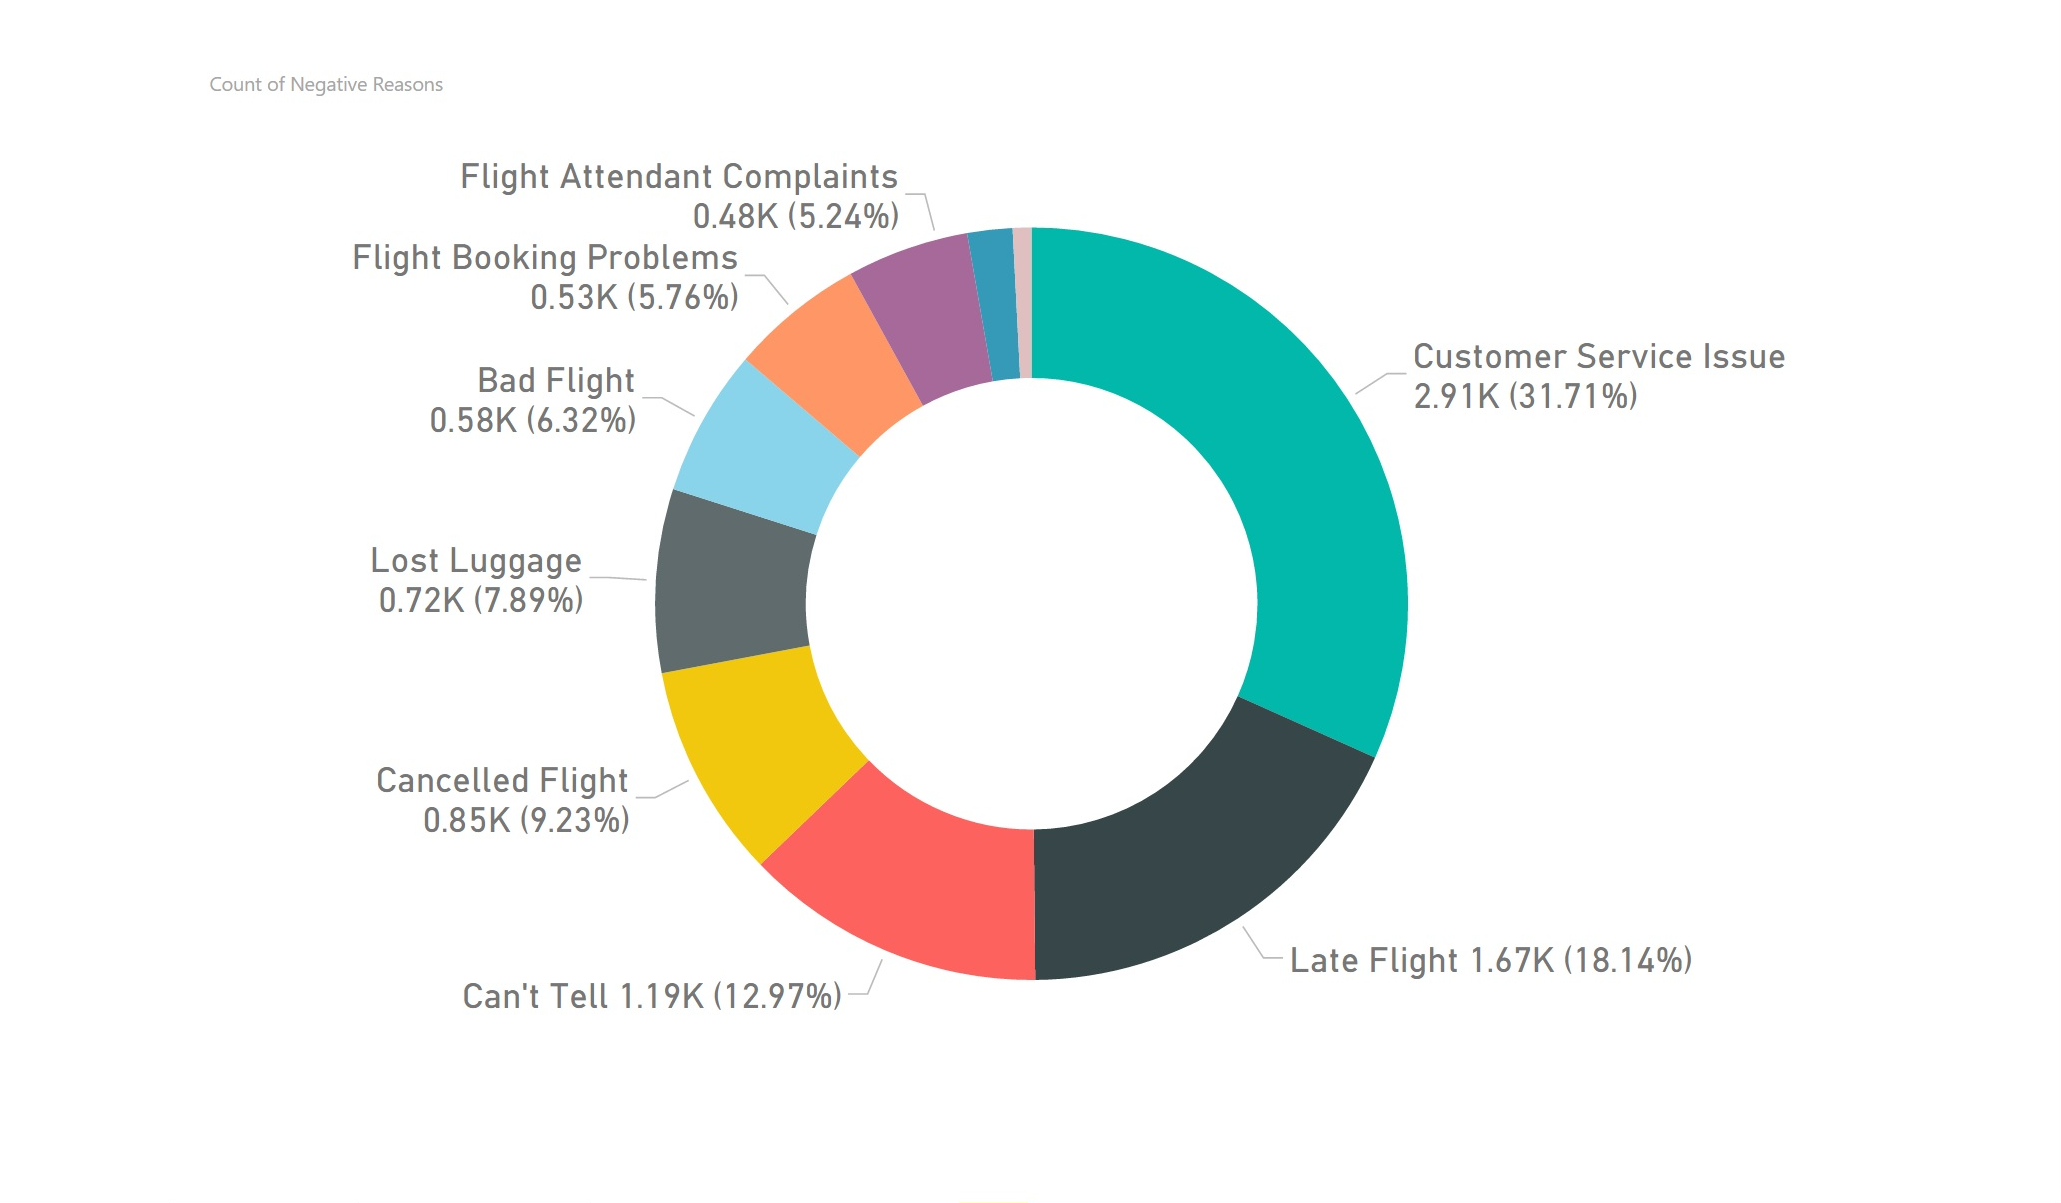 Count of Negative Reasons
Flight Attendant Complaints
0.48K (5.24%)
Flight Booking Problems
0.53K (5.76%)
Bad Flight
0.58K (6.32%)
Customer Service Issue
2.91K (31.71%)
Lost Luggage
0.72K (7.89%)
Cancelled Flight
0.85K (9.23%)
Late Flight 1.67K (18.14%)
Can't Tell 1.19K (12.97%)